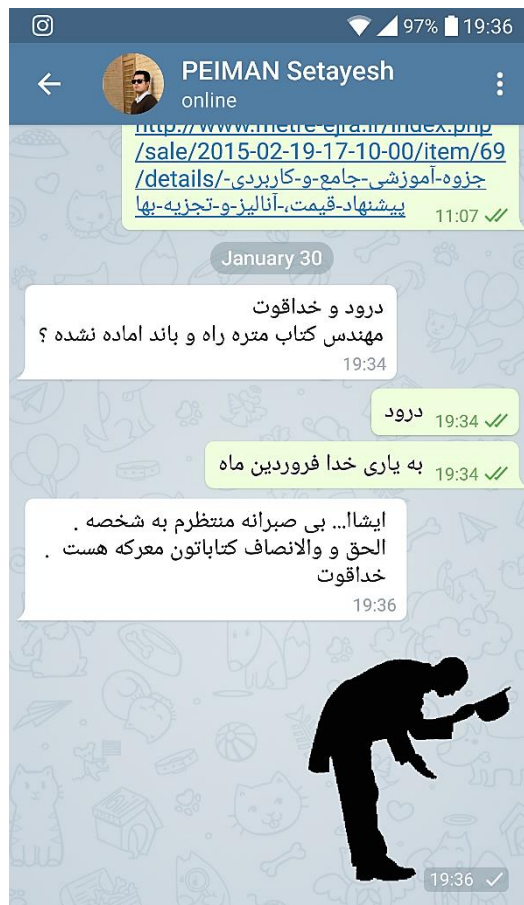 97% 19:36
PEIMAN Setayesh
online
http://www.metre-ejra.ir/index.php
/sale/2015-02-19-17-10-00/item/69
/details/جزوه-آموزشی-جامع-و-کاربردی-
پیشنهاد-قیمت،-آنالیز-و-تجزیه-بها
11:07
January 30
درود و خداقوت
مهندس کتاب متره راه و باند اماده نشده ؟
19:34
درود
19:34
به یاری خدا فروردین ماه
19:34
ایشاا... بی صبرانه منتظرم به شخصه .
الحق و والانصاف کتاباتون معرکه هست .
خداقوت
19:36
19:36